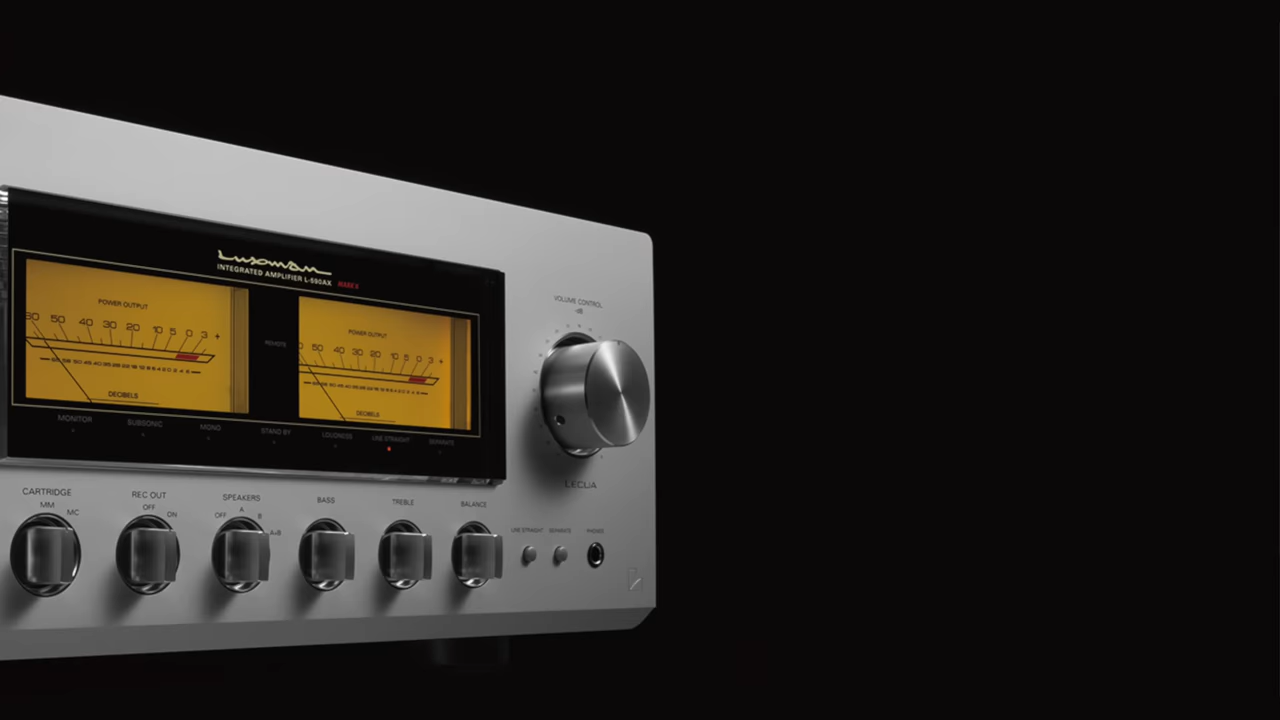 Luxman
INTEGRATED AMPLIFIER L-590AX MARK II
POWER OUTPUT
60 50 40 30 20 10 5 0 3 +
DECIBELS
REMOTE
POWER OUTPUT
50 40 30 20 10 5 0 3 +
DECIBELS
MONITOR SUBSONIC MONO STAND BY LOUDNESS LINE STRAIGHT SEPARATE
VOLUME CONTROL
-dB
LECUA
CARTRIDGE
MM MC
REC OUT
OFF ON
SPEAKERS
OFF A B A+B
BASS
TREBLE
BALANCE
LINE STRAIGHT SEPARATE PHONES